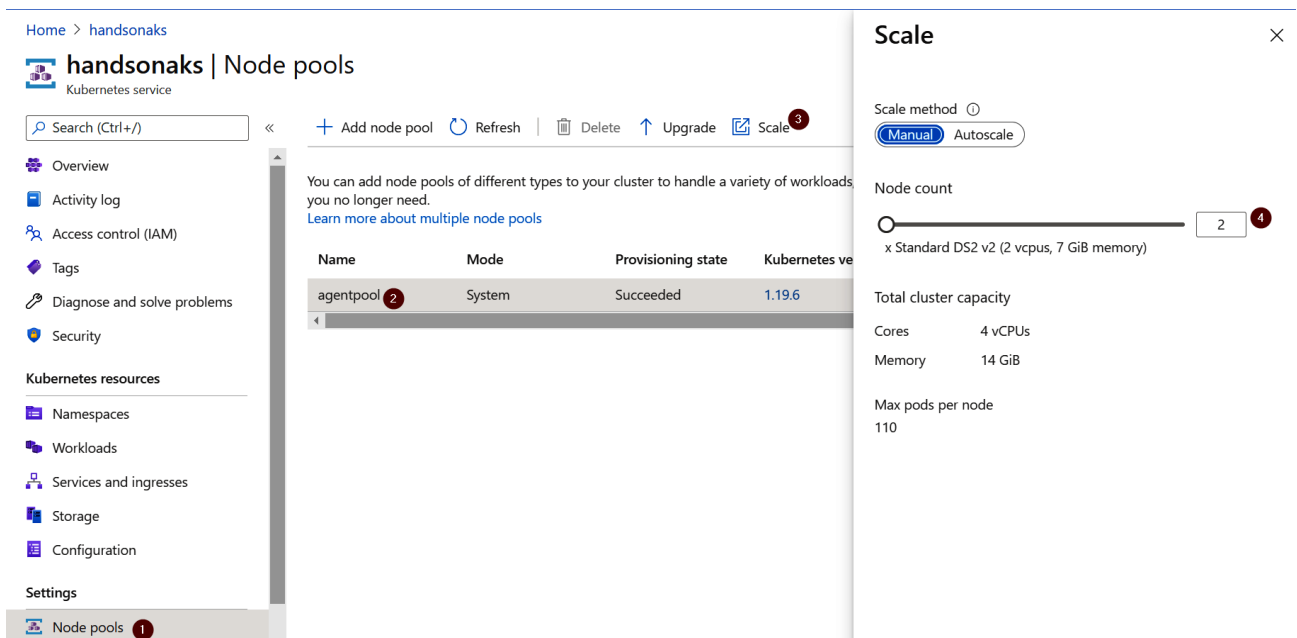 Home > handsonaks
handsonaks | Node pools
Kubernetes service
Search (Ctrl+/)
«
Overview
Activity log
Access control (IAM)
Tags
Diagnose and solve problems
Security
Kubernetes resources
Namespaces
Workloads
Services and ingresses
Storage
Configuration
Settings
Node pools 1
+ Add node pool Refresh Delete Upgrade Scale 3
You can add node pools of different types to your cluster to handle a variety of workloads,
you no longer need.
Learn more about multiple node pools
Name Mode Provisioning state Kubernetes ve
agentpool 2 System Succeeded 1.19.6
Scale
Scale method
Manual Autoscale
Node count
2 4
x Standard DS2 v2 (2 vcpus, 7 GiB memory)
Total cluster capacity
Cores 4 vCPUs
Memory 14 GiB
Max pods per node
110